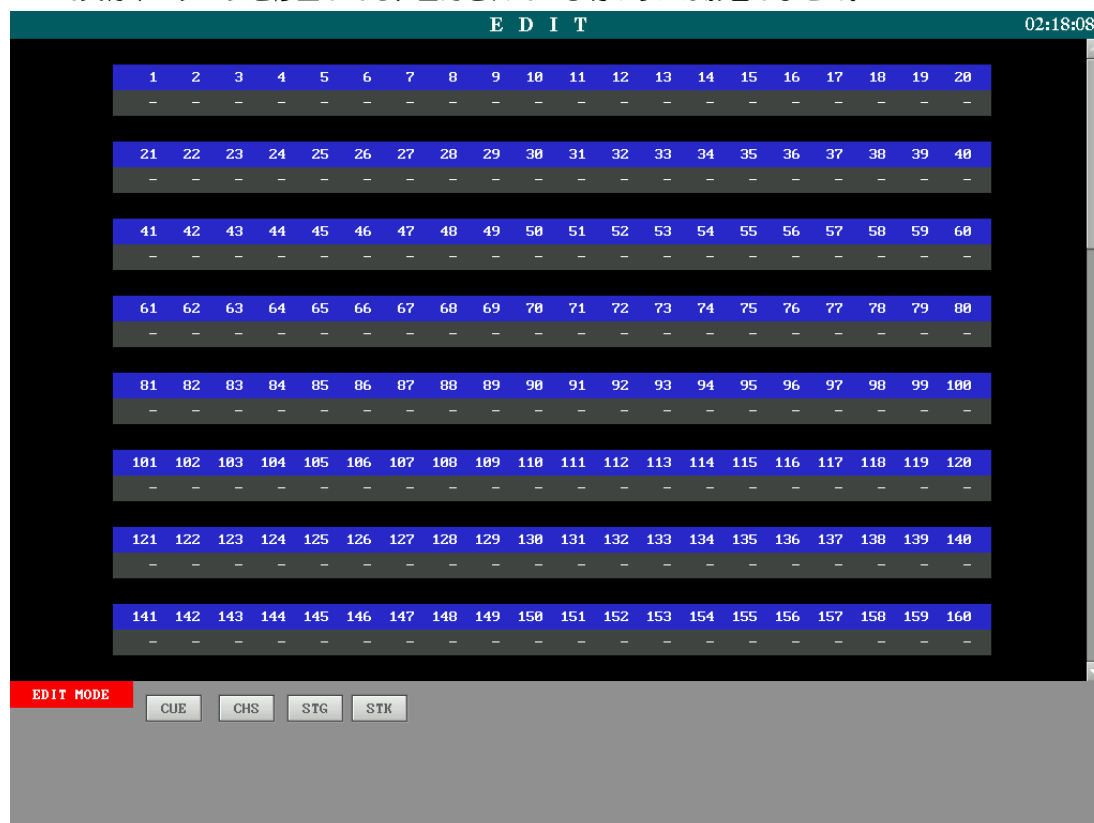 E D I T 02:18:08
1 2 3 4 5 6 7 8 9 10 11 12 13 14 15 16 17 18 19 20
- - - - - - - - - - - - - - - - - - - -
21 22 23 24 25 26 27 28 29 30 31 32 33 34 35 36 37 38 39 40
- - - - - - - - - - - - - - - - - - - -
41 42 43 44 45 46 47 48 49 50 51 52 53 54 55 56 57 58 59 60
- - - - - - - - - - - - - - - - - - - -
61 62 63 64 65 66 67 68 69 70 71 72 73 74 75 76 77 78 79 80
- - - - - - - - - - - - - - - - - - - -
81 82 83 84 85 86 87 88 89 90 91 92 93 94 95 96 97 98 99 100
- - - - - - - - - - - - - - - - - - - -
101 102 103 104 105 106 107 108 109 110 111 112 113 114 115 116 117 118 119 120
- - - - - - - - - - - - - - - - - - - -
121 122 123 124 125 126 127 128 129 130 131 132 133 134 135 136 137 138 139 140
- - - - - - - - - - - - - - - - - - - -
141 142 143 144 145 146 147 148 149 150 151 152 153 154 155 156 157 158 159 160
- - - - - - - - - - - - - - - - - - - -
EDIT MODE CUE CHS STG STK